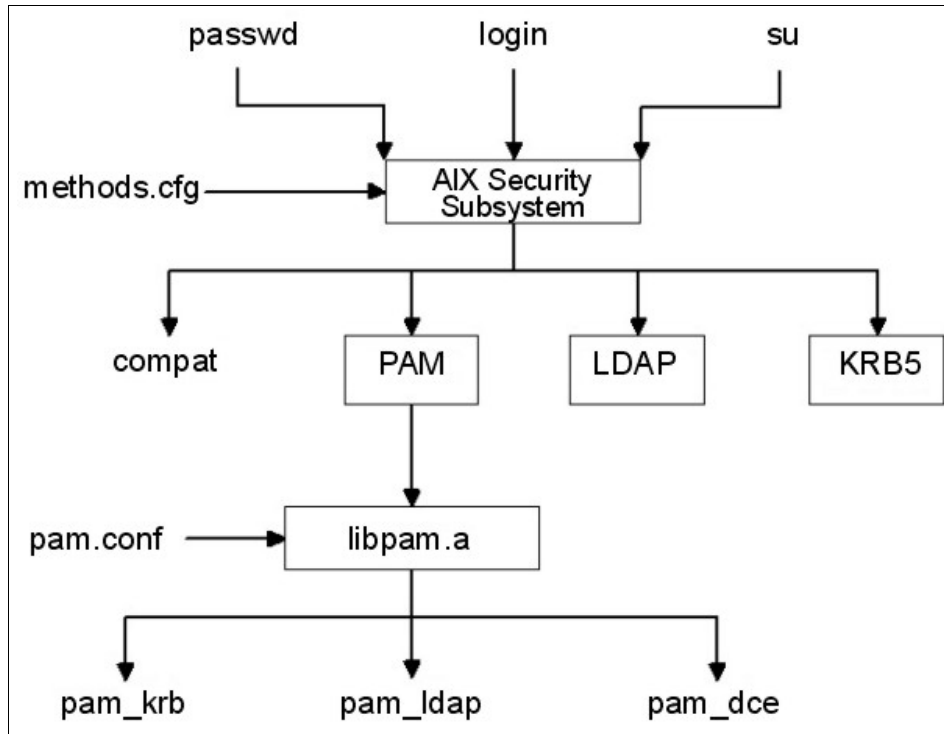 passwd
login
su
methods.cfg
AIX Security
Subsystem
compat
PAM
LDAP
KRB5
pam.conf
libpam.a
pam_krb
pam_ldap
pam_dce